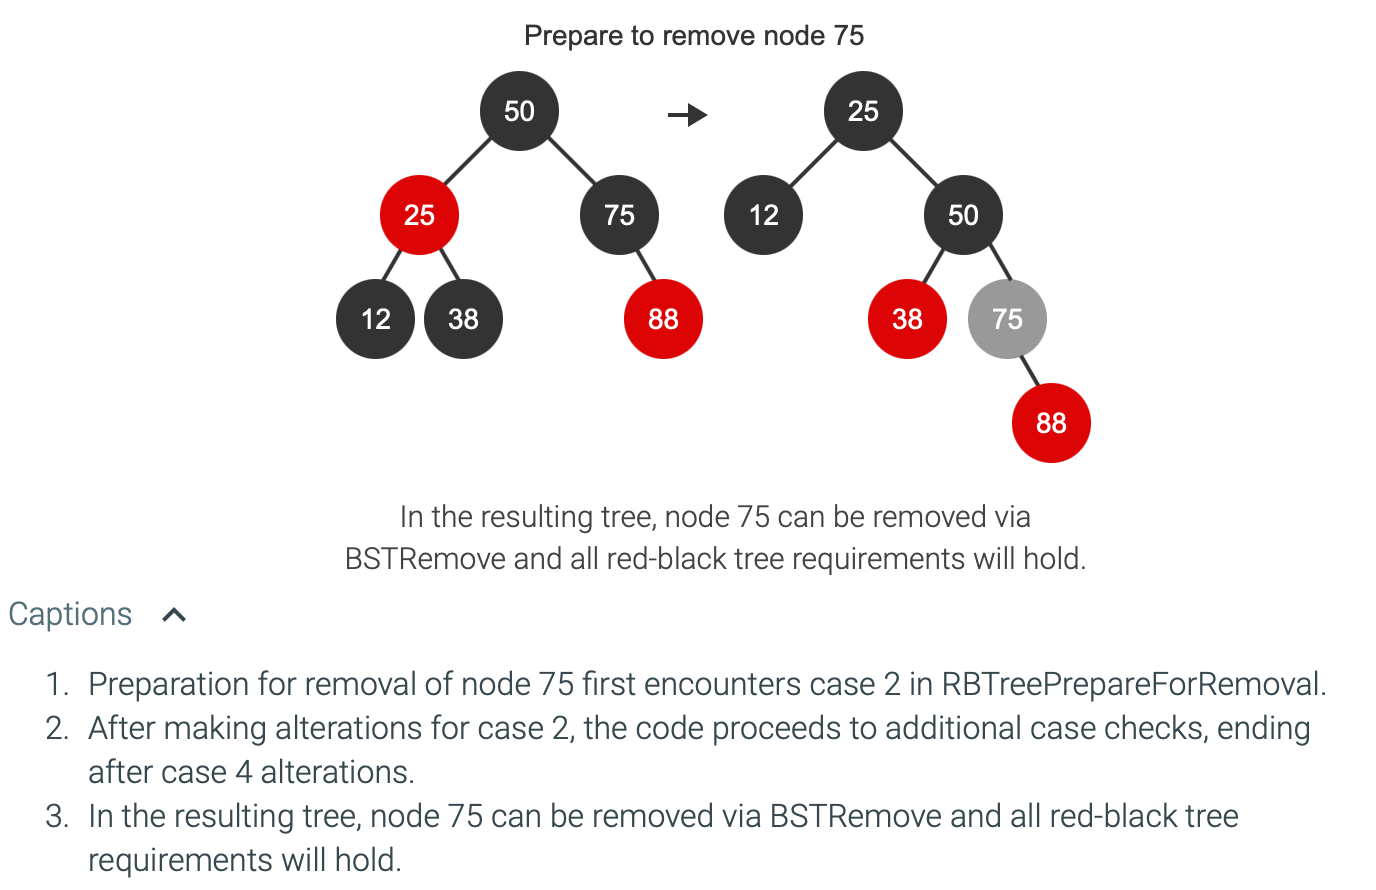 Prepare to remove node 75
50
25
25
75
12
50
12
38
88
38
75
88
In the resulting tree, node 75 can be removed via
BSTRemove and all red-black tree requirements will hold.
Captions
1. Preparation for removal of node 75 first encounters case 2 in RBTreePrepareForRemoval.
2. After making alterations for case 2, the code proceeds to additional case checks, ending
after case 4 alterations.
3. In the resulting tree, node 75 can be removed via BSTRemove and all red-black tree
requirements will hold.